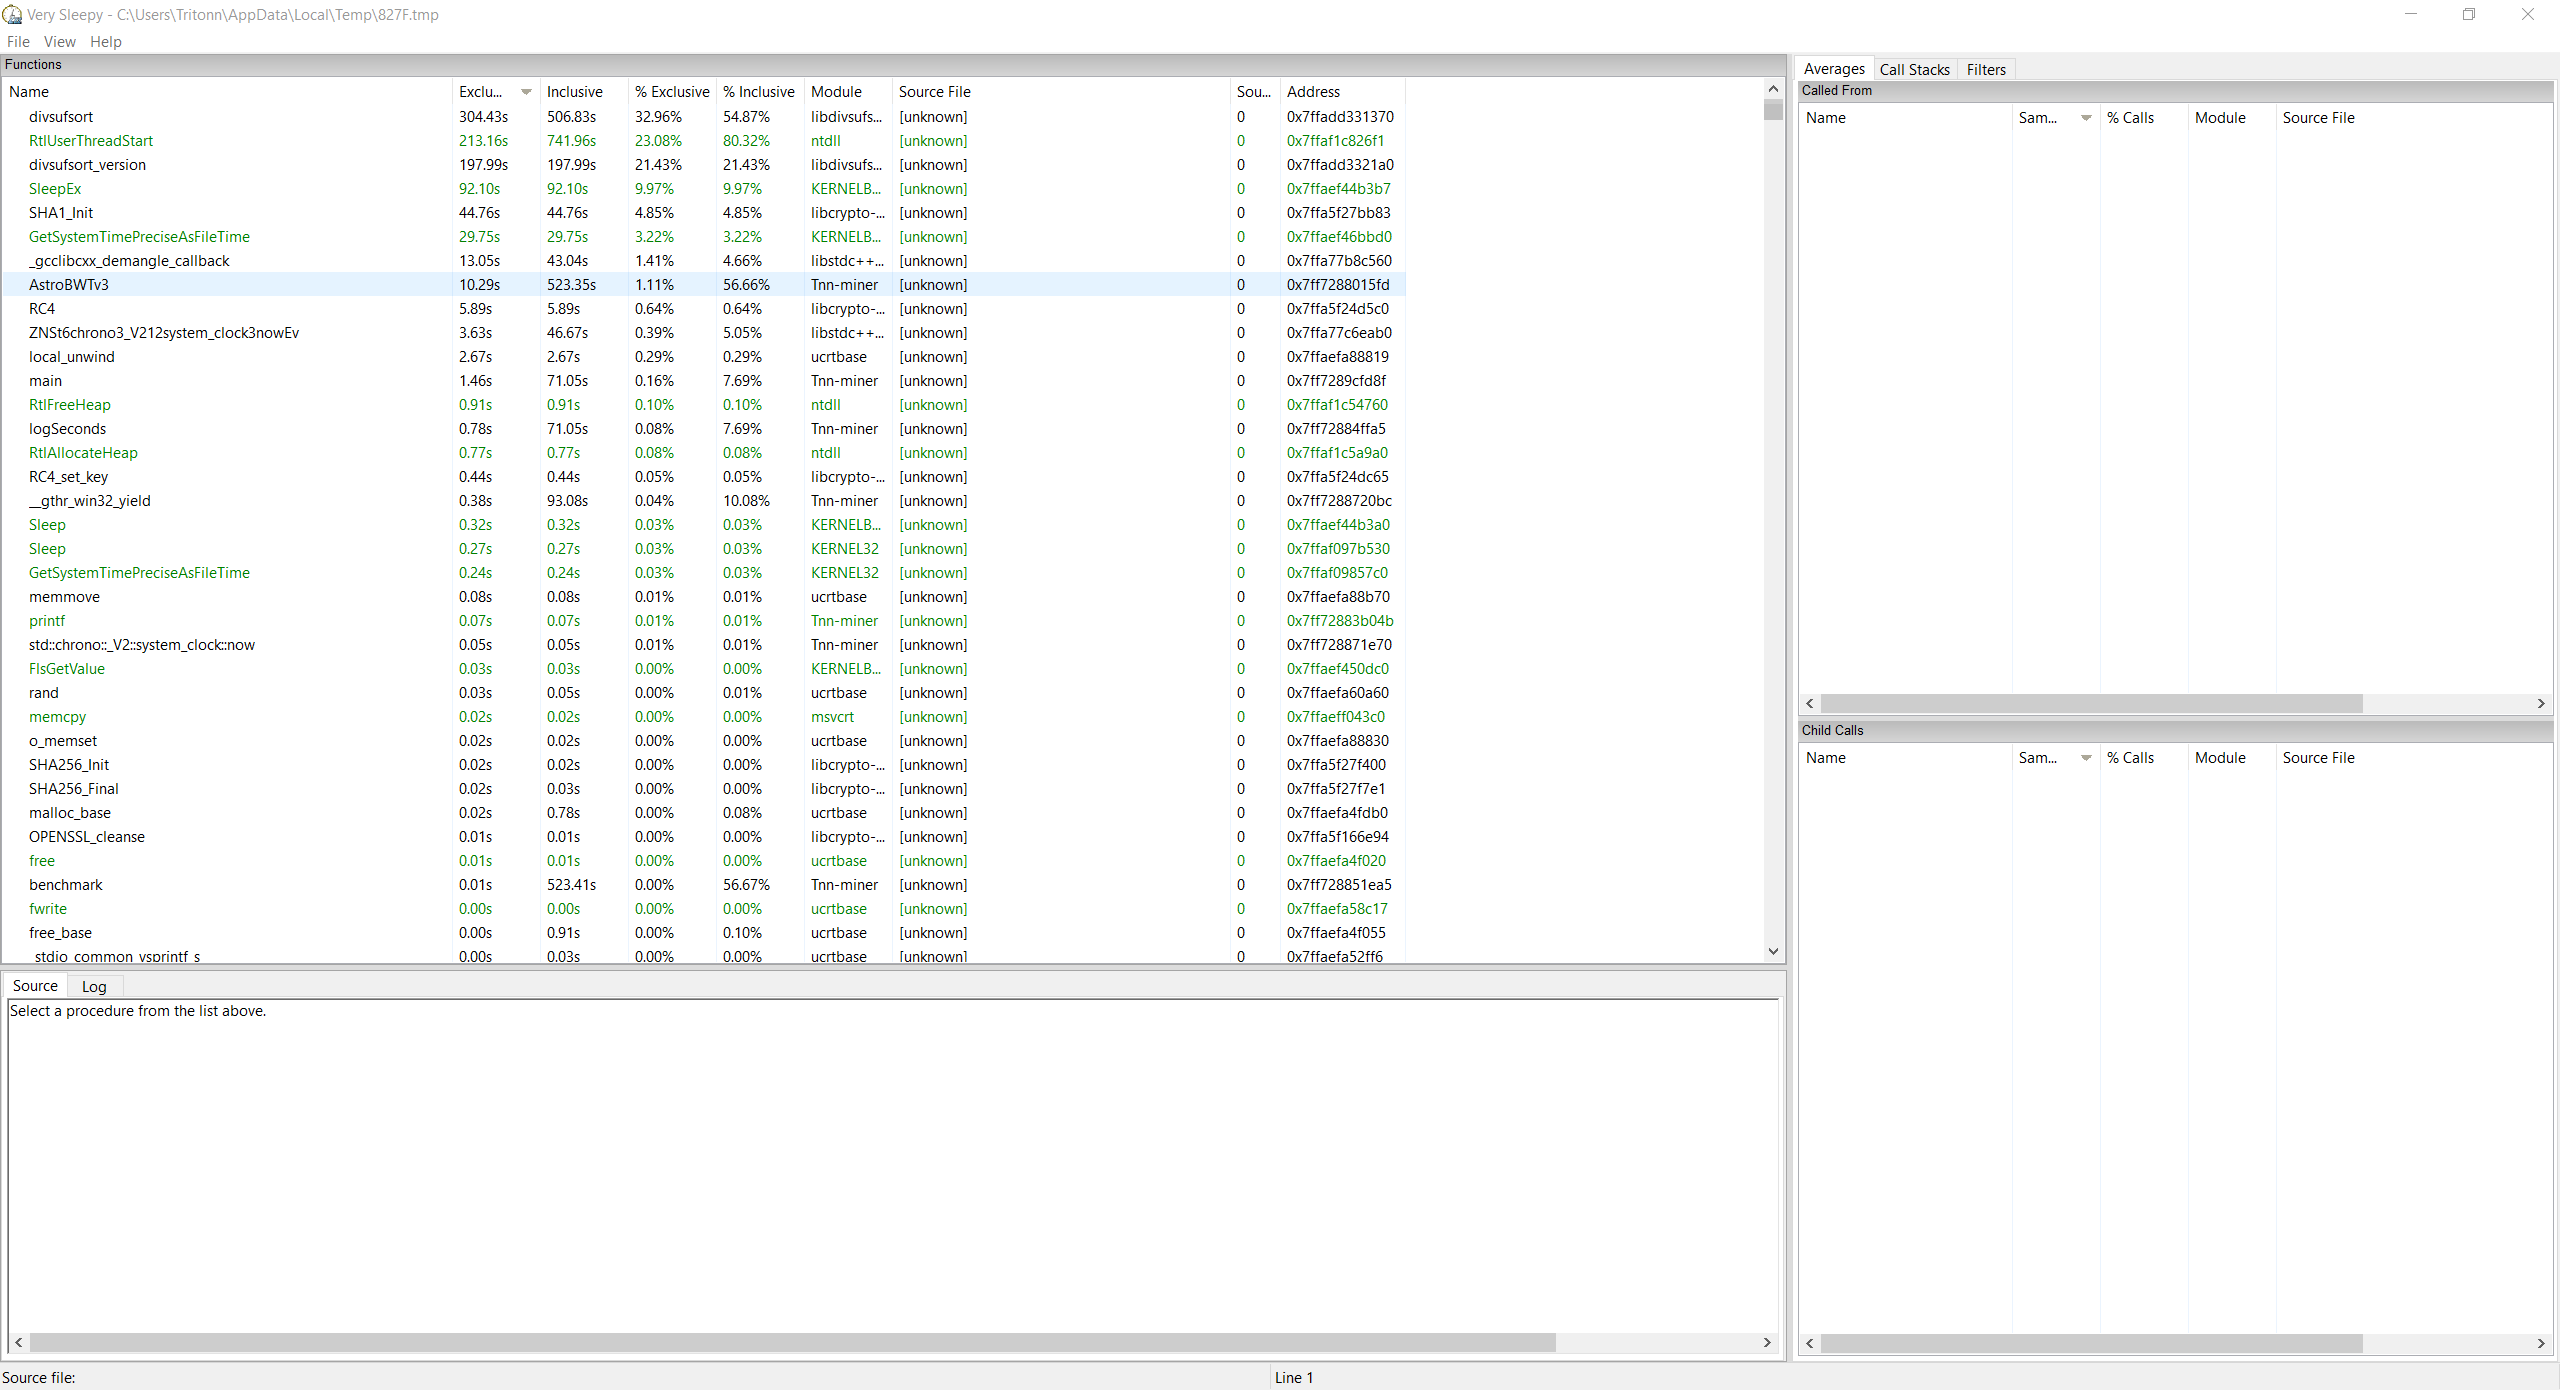 Very Sleepy - C:\Users\Tritonn\AppData\Local\Temp\827F.tmp
File View Help
Functions
Name Exclu... Inclusive % Exclusive % Inclusive Module Source File Sou... Address
divsufsort 304.43s 506.83s 32.96% 54.87% libdivsufs... [unknown] 0 0x7ffadd331370
RtlUserThreadStart 213.16s 741.96s 23.08% 80.32% ntdll [unknown] 0 0x7ffaf1c826f1
divsufsort_version 197.99s 197.99s 21.43% 21.43% libdivsufs... [unknown] 0 0x7ffadd3321a0
SleepEx 92.10s 92.10s 9.97% 9.97% KERNELB... [unknown] 0 0x7ffaef44b3b7
SHA1_Init 44.76s 44.76s 4.85% 4.85% libcrypto-... [unknown] 0 0x7ffa5f27bb83
GetSystemTimePreciseAsFileTime 29.75s 29.75s 3.22% 3.22% KERNELB... [unknown] 0 0x7ffaef46bbd0
_gcclibcxx_demangle_callback 13.05s 43.04s 1.41% 4.66% libstdc++... [unknown] 0 0x7ffa77b8c560
AstroBWTv3 10.29s 523.35s 1.11% 56.66% Tnn-miner [unknown] 0 0x7ff7288015fd
RC4 5.89s 5.89s 0.64% 0.64% libcrypto-... [unknown] 0 0x7ffa5f24d5c0
ZNSt6chrono3_V212system_clock3nowEv 3.63s 46.67s 0.39% 5.05% libstdc++... [unknown] 0 0x7ffa77c6eab0
local_unwind 2.67s 2.67s 0.29% 0.29% ucrtbase [unknown] 0 0x7ffaefa88819
main 1.46s 71.05s 0.16% 7.69% Tnn-miner [unknown] 0 0x7ff7289cfd8f
RtlFreeHeap 0.91s 0.91s 0.10% 0.10% ntdll [unknown] 0 0x7ffaf1c54760
logSeconds 0.78s 71.05s 0.08% 7.69% Tnn-miner [unknown] 0 0x7ff72884ffa5
RtlAllocateHeap 0.77s 0.77s 0.08% 0.08% ntdll [unknown] 0 0x7ffaf1c5a9a0
RC4_set_key 0.44s 0.44s 0.05% 0.05% libcrypto-... [unknown] 0 0x7ffa5f24dc65
__gthr_win32_yield 0.38s 93.08s 0.04% 10.08% Tnn-miner [unknown] 0 0x7ff7288720bc
Sleep 0.32s 0.32s 0.03% 0.03% KERNELB... [unknown] 0 0x7ffaef44b3a0
Sleep 0.27s 0.27s 0.03% 0.03% KERNEL32 [unknown] 0 0x7ffaf097b530
GetSystemTimePreciseAsFileTime 0.24s 0.24s 0.03% 0.03% KERNEL32 [unknown] 0 0x7ffaf09857c0
memmove 0.08s 0.08s 0.01% 0.01% ucrtbase [unknown] 0 0x7ffaefa88b70
printf 0.07s 0.07s 0.01% 0.01% Tnn-miner [unknown] 0 0x7ff72883b04b
std::chrono::_V2::system_clock::now 0.05s 0.05s 0.01% 0.01% Tnn-miner [unknown] 0 0x7ff728871e70
FlsGetValue 0.03s 0.03s 0.00% 0.00% KERNELB... [unknown] 0 0x7ffaef450dc0
rand 0.03s 0.05s 0.00% 0.01% ucrtbase [unknown] 0 0x7ffaefa60a60
memcpy 0.02s 0.02s 0.00% 0.00% msvcrt [unknown] 0 0x7ffaeff043c0
o_memset 0.02s 0.02s 0.00% 0.00% ucrtbase [unknown] 0 0x7ffaefa88830
SHA256_Init 0.02s 0.02s 0.00% 0.00% libcrypto-... [unknown] 0 0x7ffa5f27f400
SHA256_Final 0.02s 0.03s 0.00% 0.00% libcrypto-... [unknown] 0 0x7ffa5f27f7e1
malloc_base 0.02s 0.78s 0.00% 0.08% ucrtbase [unknown] 0 0x7ffaefa4fdb0
OPENSSL_cleanse 0.01s 0.01s 0.00% 0.00% libcrypto-... [unknown] 0 0x7ffa5f166e94
free 0.01s 0.01s 0.00% 0.00% ucrtbase [unknown] 0 0x7ffaefa4f020
benchmark 0.01s 523.41s 0.00% 56.67% Tnn-miner [unknown] 0 0x7ff728851ea5
fwrite 0.00s 0.00s 0.00% 0.00% ucrtbase [unknown] 0 0x7ffaefa58c17
free_base 0.00s 0.91s 0.00% 0.10% ucrtbase [unknown] 0 0x7ffaefa4f055
_stdio_common_vsprintf_s 0.00s 0.03s 0.00% 0.00% ucrtbase [unknown] 0 0x7ffaefa52ff6
Source Log
Select a procedure from the list above.
Source file: Line 1
Averages Call Stacks Filters
Called From
Name Sam... % Calls Module Source File
Child Calls
Name Sam... % Calls Module Source File